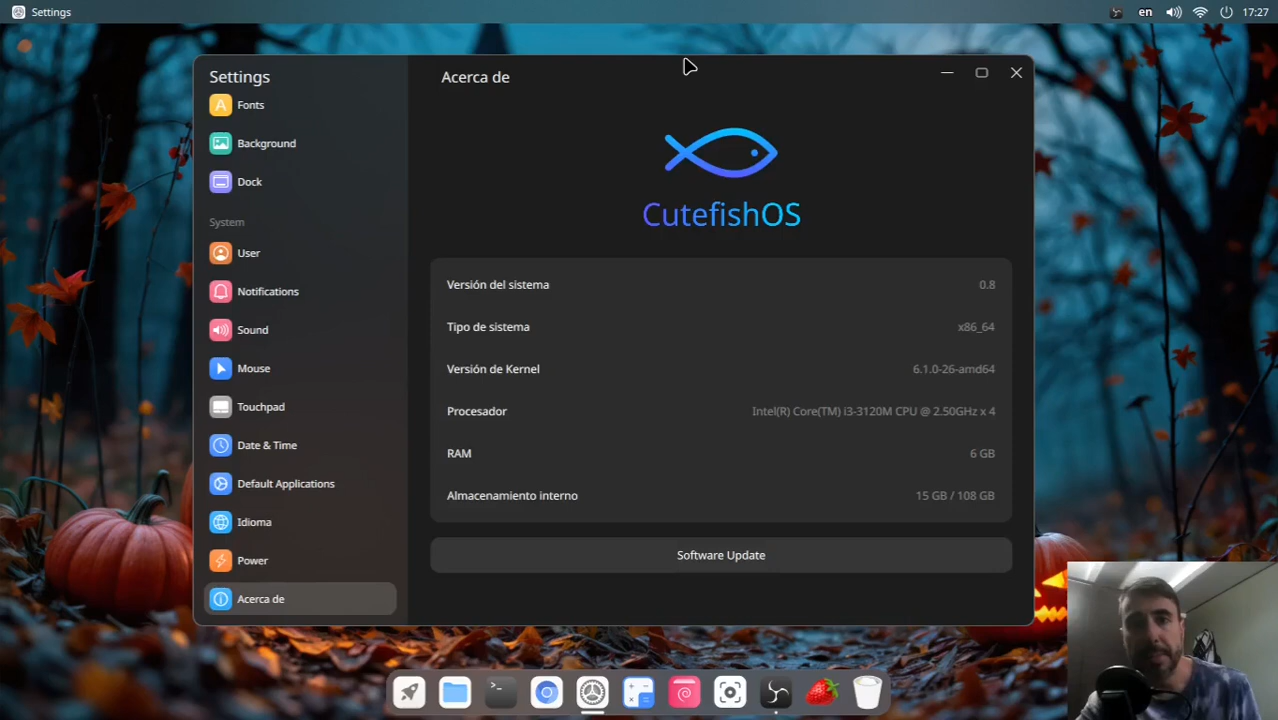 Settings
en
17:27
Settings
Fonts
Background
Dock
System
User
Notifications
Sound
Mouse
Touchpad
Date & Time
Default Applications
Idioma
Power
Acerca de
Acerca de
CutefishOS
Versión del sistema 0.8
Tipo de sistema x86_64
Versión de Kernel 6.1.0-26-amd64
Procesador Intel(R) Core(TM) i3-3120M CPU @ 2.50GHz x 4
RAM 6 GB
Almacenamiento interno 15 GB / 108 GB
Software Update